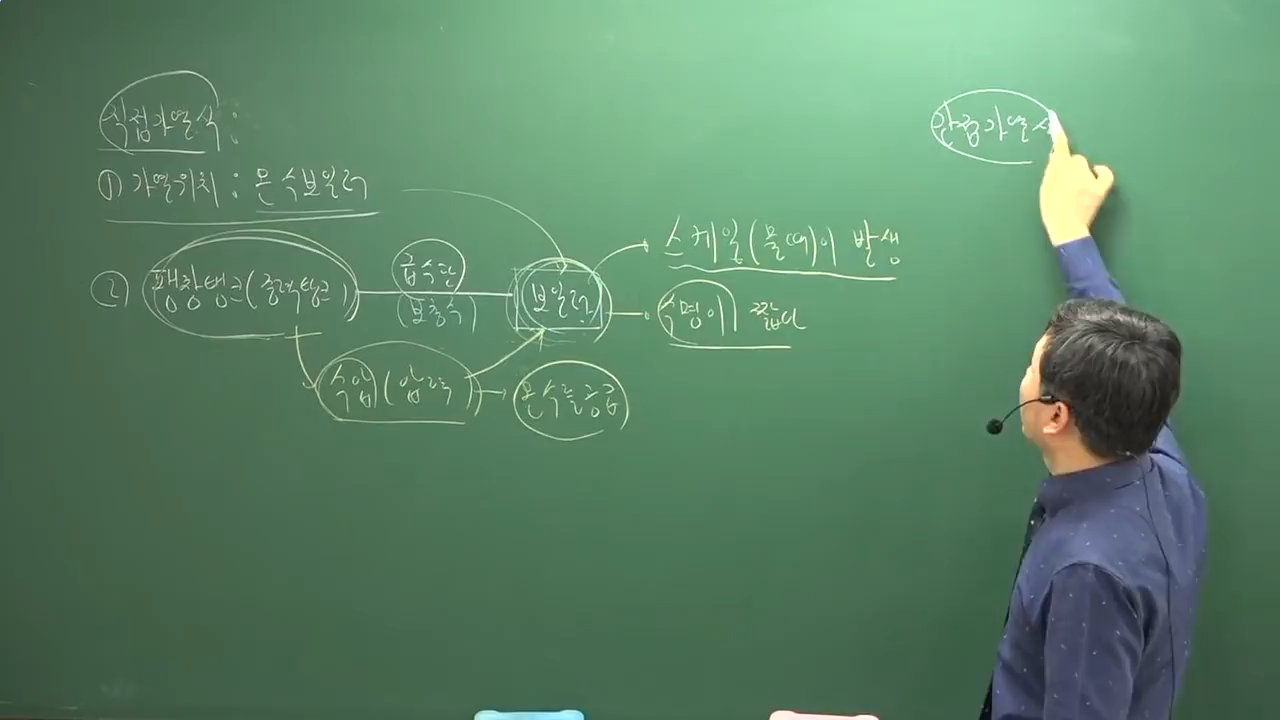 직접가열식 :
① 가열위치 : 온수보일러
② 팽창탱크(중력탱크)
급수관
(보충수)
보일러
스케일(물때)이 발생
수명이 짧다
수압(압력)
온수를 공급
간접가열식